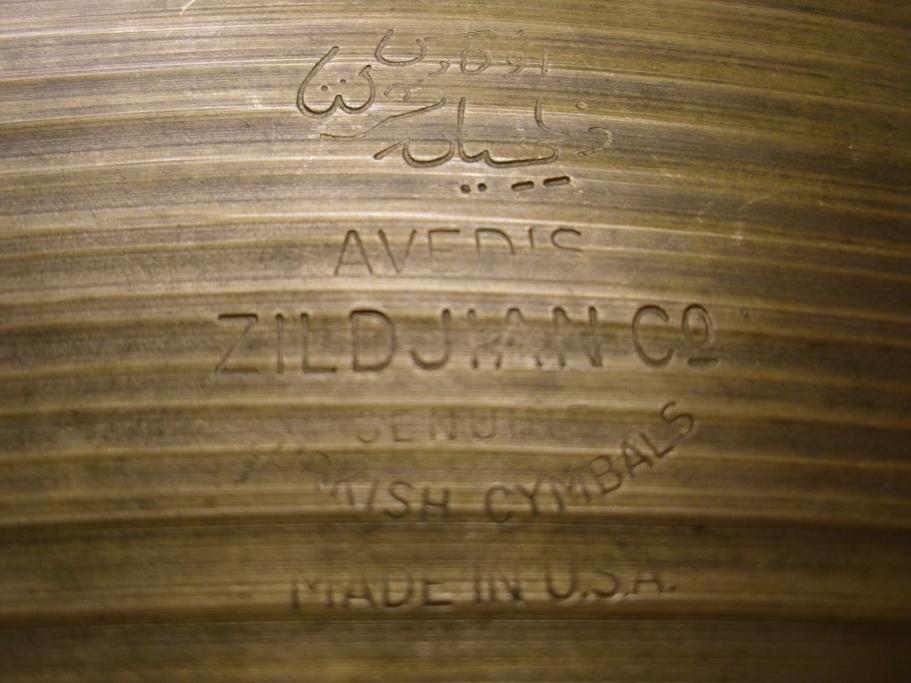 AVEDIS
ZILDJIAN Co
GENUINE
TURKISH CYMBALS
MADE IN U.S.A.